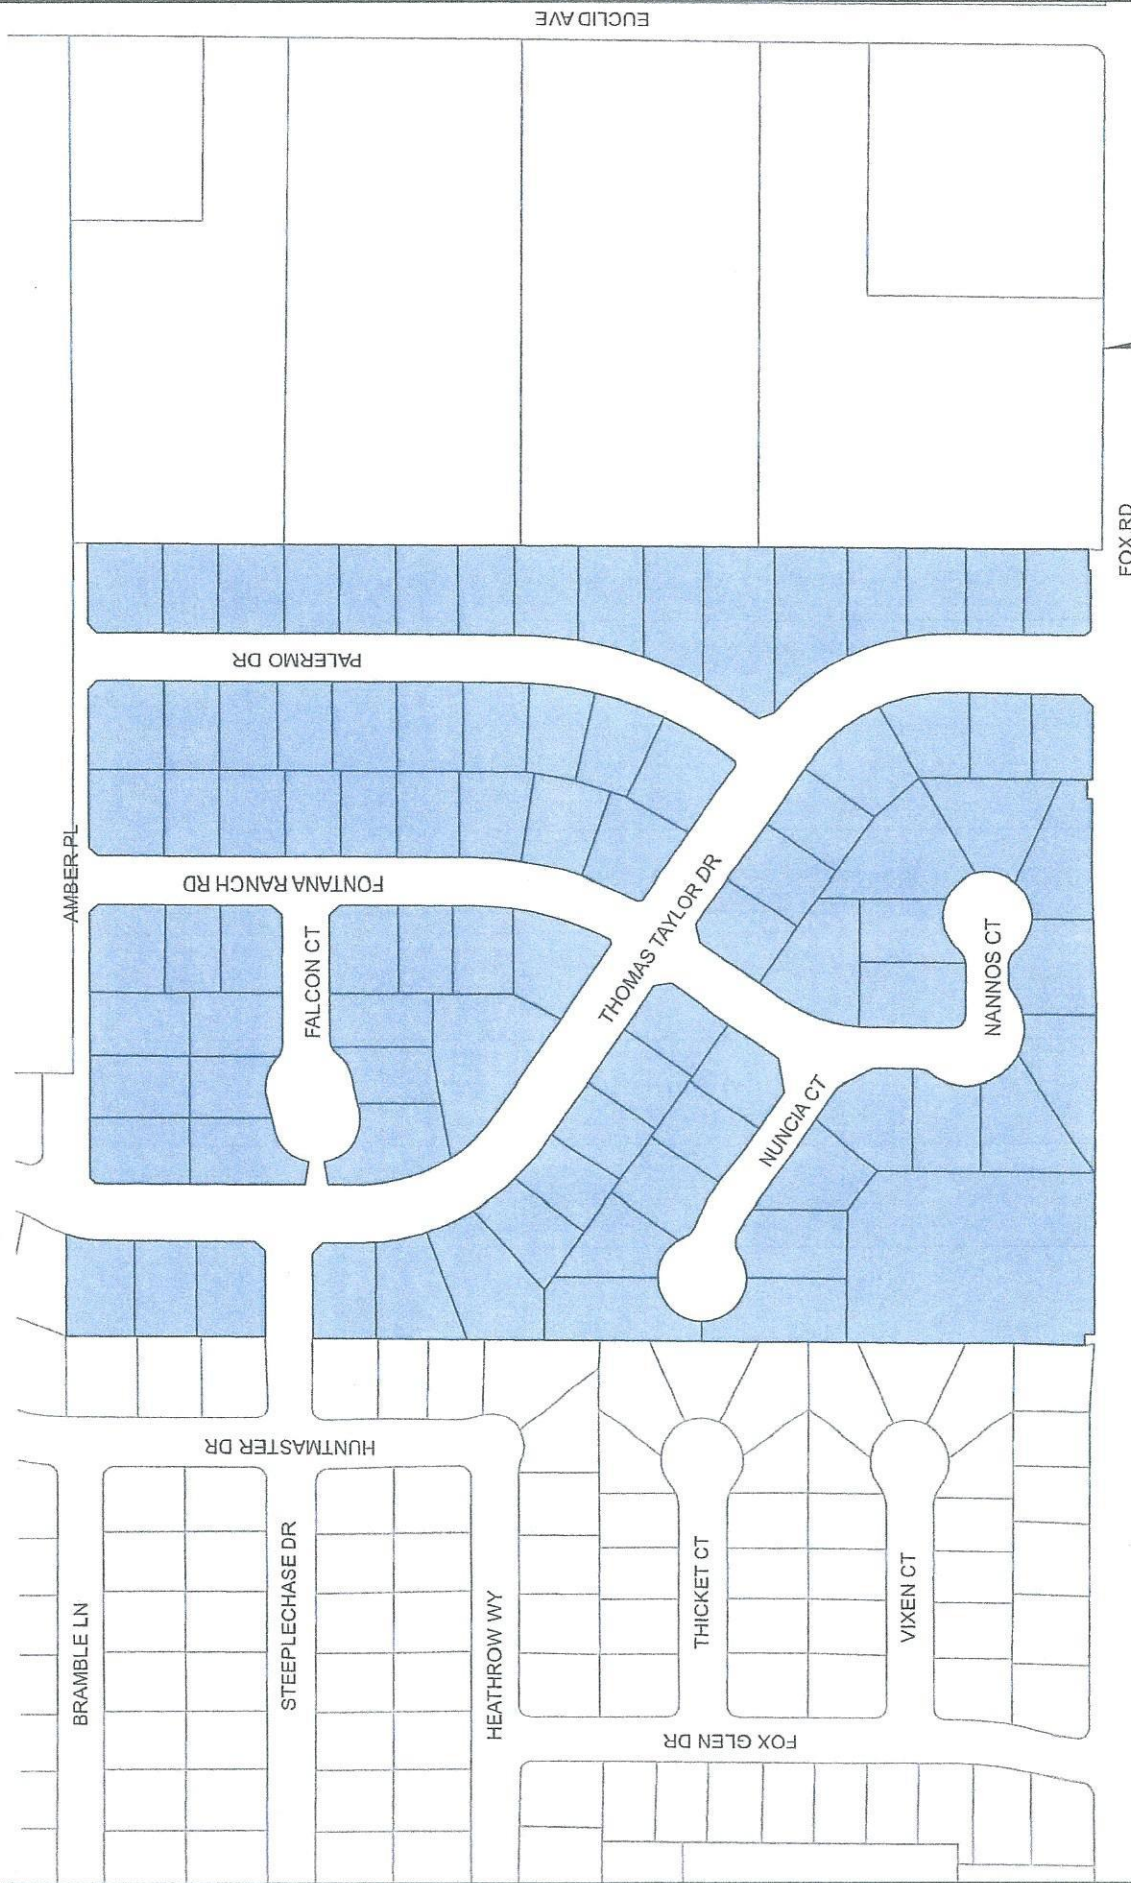 EUCLID AVE
FOX RD
PALERMO DR
AMBER PL
FONTANA RANCH RD
FALCON CT
THOMAS TAYLOR DR
NANNOS CT
NUNCIA CT
HUNTMASTER DR
BRAMBLE LN
STEEPLECHASE DR
HEATHROW WY
THICKET CT
VIXEN CT
FOX GLEN DR